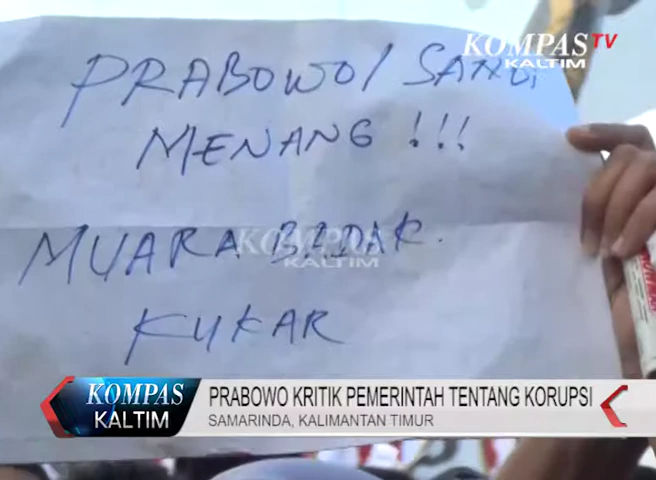 KOMPAS TV
KALTIM
PRABOWO/SANDI
MENANG !!!
KOMPAS
KALTIM
MUARA BADAK.
KUKAR
KOMPAS
KALTIM
PRABOWO KRITIK PEMERINTAH TENTANG KORUPSI
SAMARINDA, KALIMANTAN TIMUR